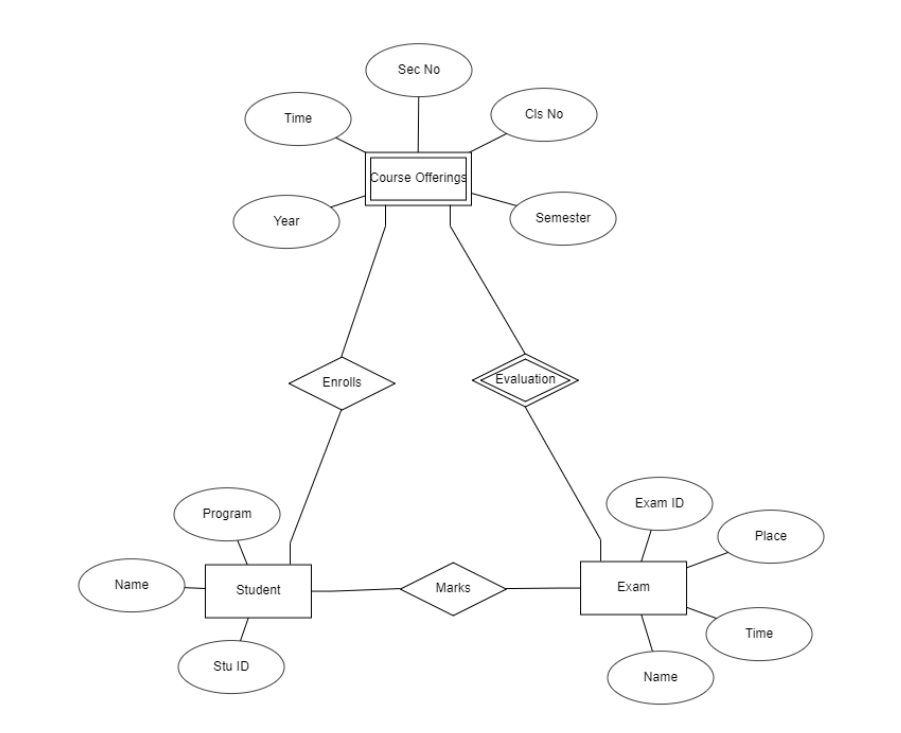 Sec No
Time
Cls No
Course Offerings
Year
Semester
Enrolls
Evaluation
Exam ID
Program
Place
Name
Student
Marks
Exam
Time
Stu ID
Name